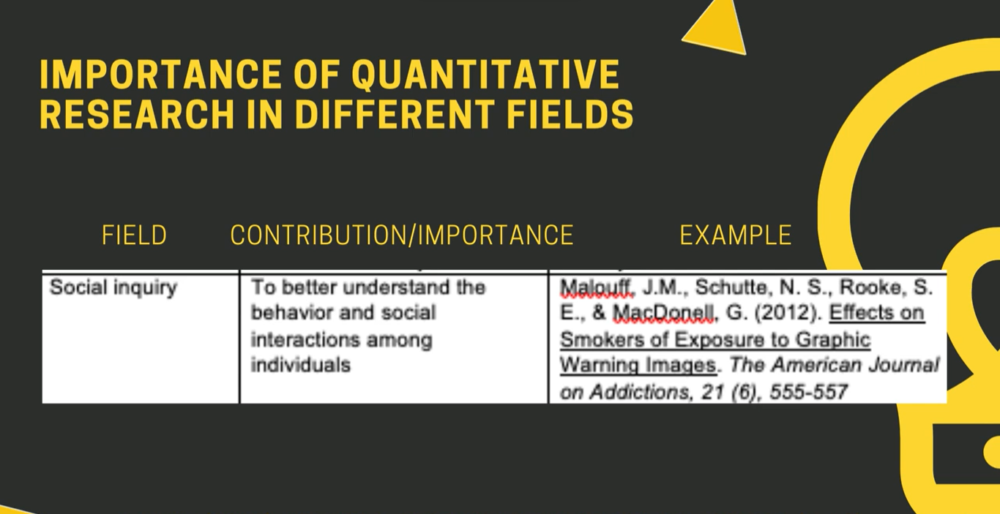 IMPORTANCE OF QUANTITATIVE
RESEARCH IN DIFFERENT FIELDS
FIELD CONTRIBUTION/IMPORTANCE EXAMPLE
Social inquiry
To better understand the
behavior and social
interactions among
individuals
Malouff, J.M., Schutte, N. S., Rooke, S.
E., & MacDonell, G. (2012). Effects on
Smokers of Exposure to Graphic
Warning Images. The American Journal
on Addictions, 21 (6), 555-557